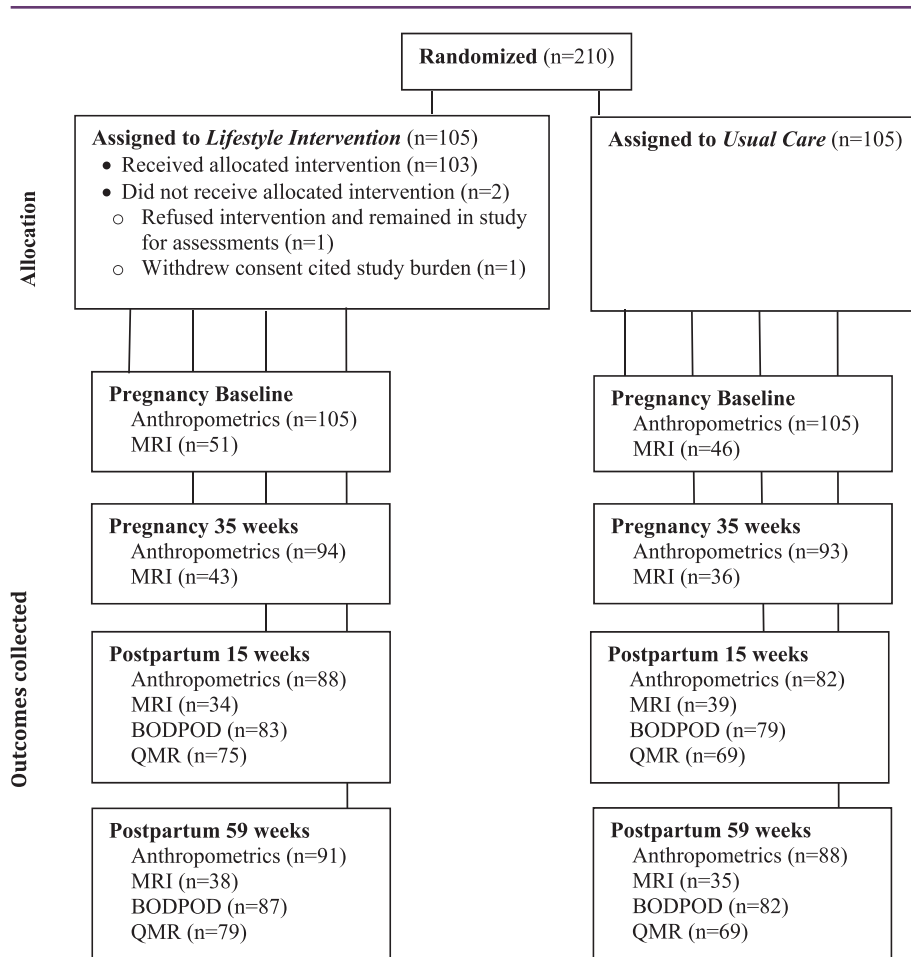 Randomized (n=210)
Assigned to Lifestyle Intervention (n=105)
• Received allocated intervention (n=103)
• Did not receive allocated intervention (n=2)
o Refused intervention and remained in study
for assessments (n=1)
o Withdrew consent cited study burden (n=1)
Assigned to Usual Care (n=105)
Allocation
Pregnancy Baseline
Anthropometrics (n=105)
MRI (n=51)
Pregnancy Baseline
Anthropometrics (n=105)
MRI (n=46)
Outcomes collected
Pregnancy 35 weeks
Anthropometrics (n=94)
MRI (n=43)
Pregnancy 35 weeks
Anthropometrics (n=93)
MRI (n=36)
Postpartum 15 weeks
Anthropometrics (n=88)
MRI (n=34)
BODPOD (n=83)
QMR (n=75)
Postpartum 15 weeks
Anthropometrics (n=82)
MRI (n=39)
BODPOD (n=79)
QMR (n=69)
Postpartum 59 weeks
Anthropometrics (n=91)
MRI (n=38)
BODPOD (n=87)
QMR (n=79)
Postpartum 59 weeks
Anthropometrics (n=88)
MRI (n=35)
BODPOD (n=82)
QMR (n=69)